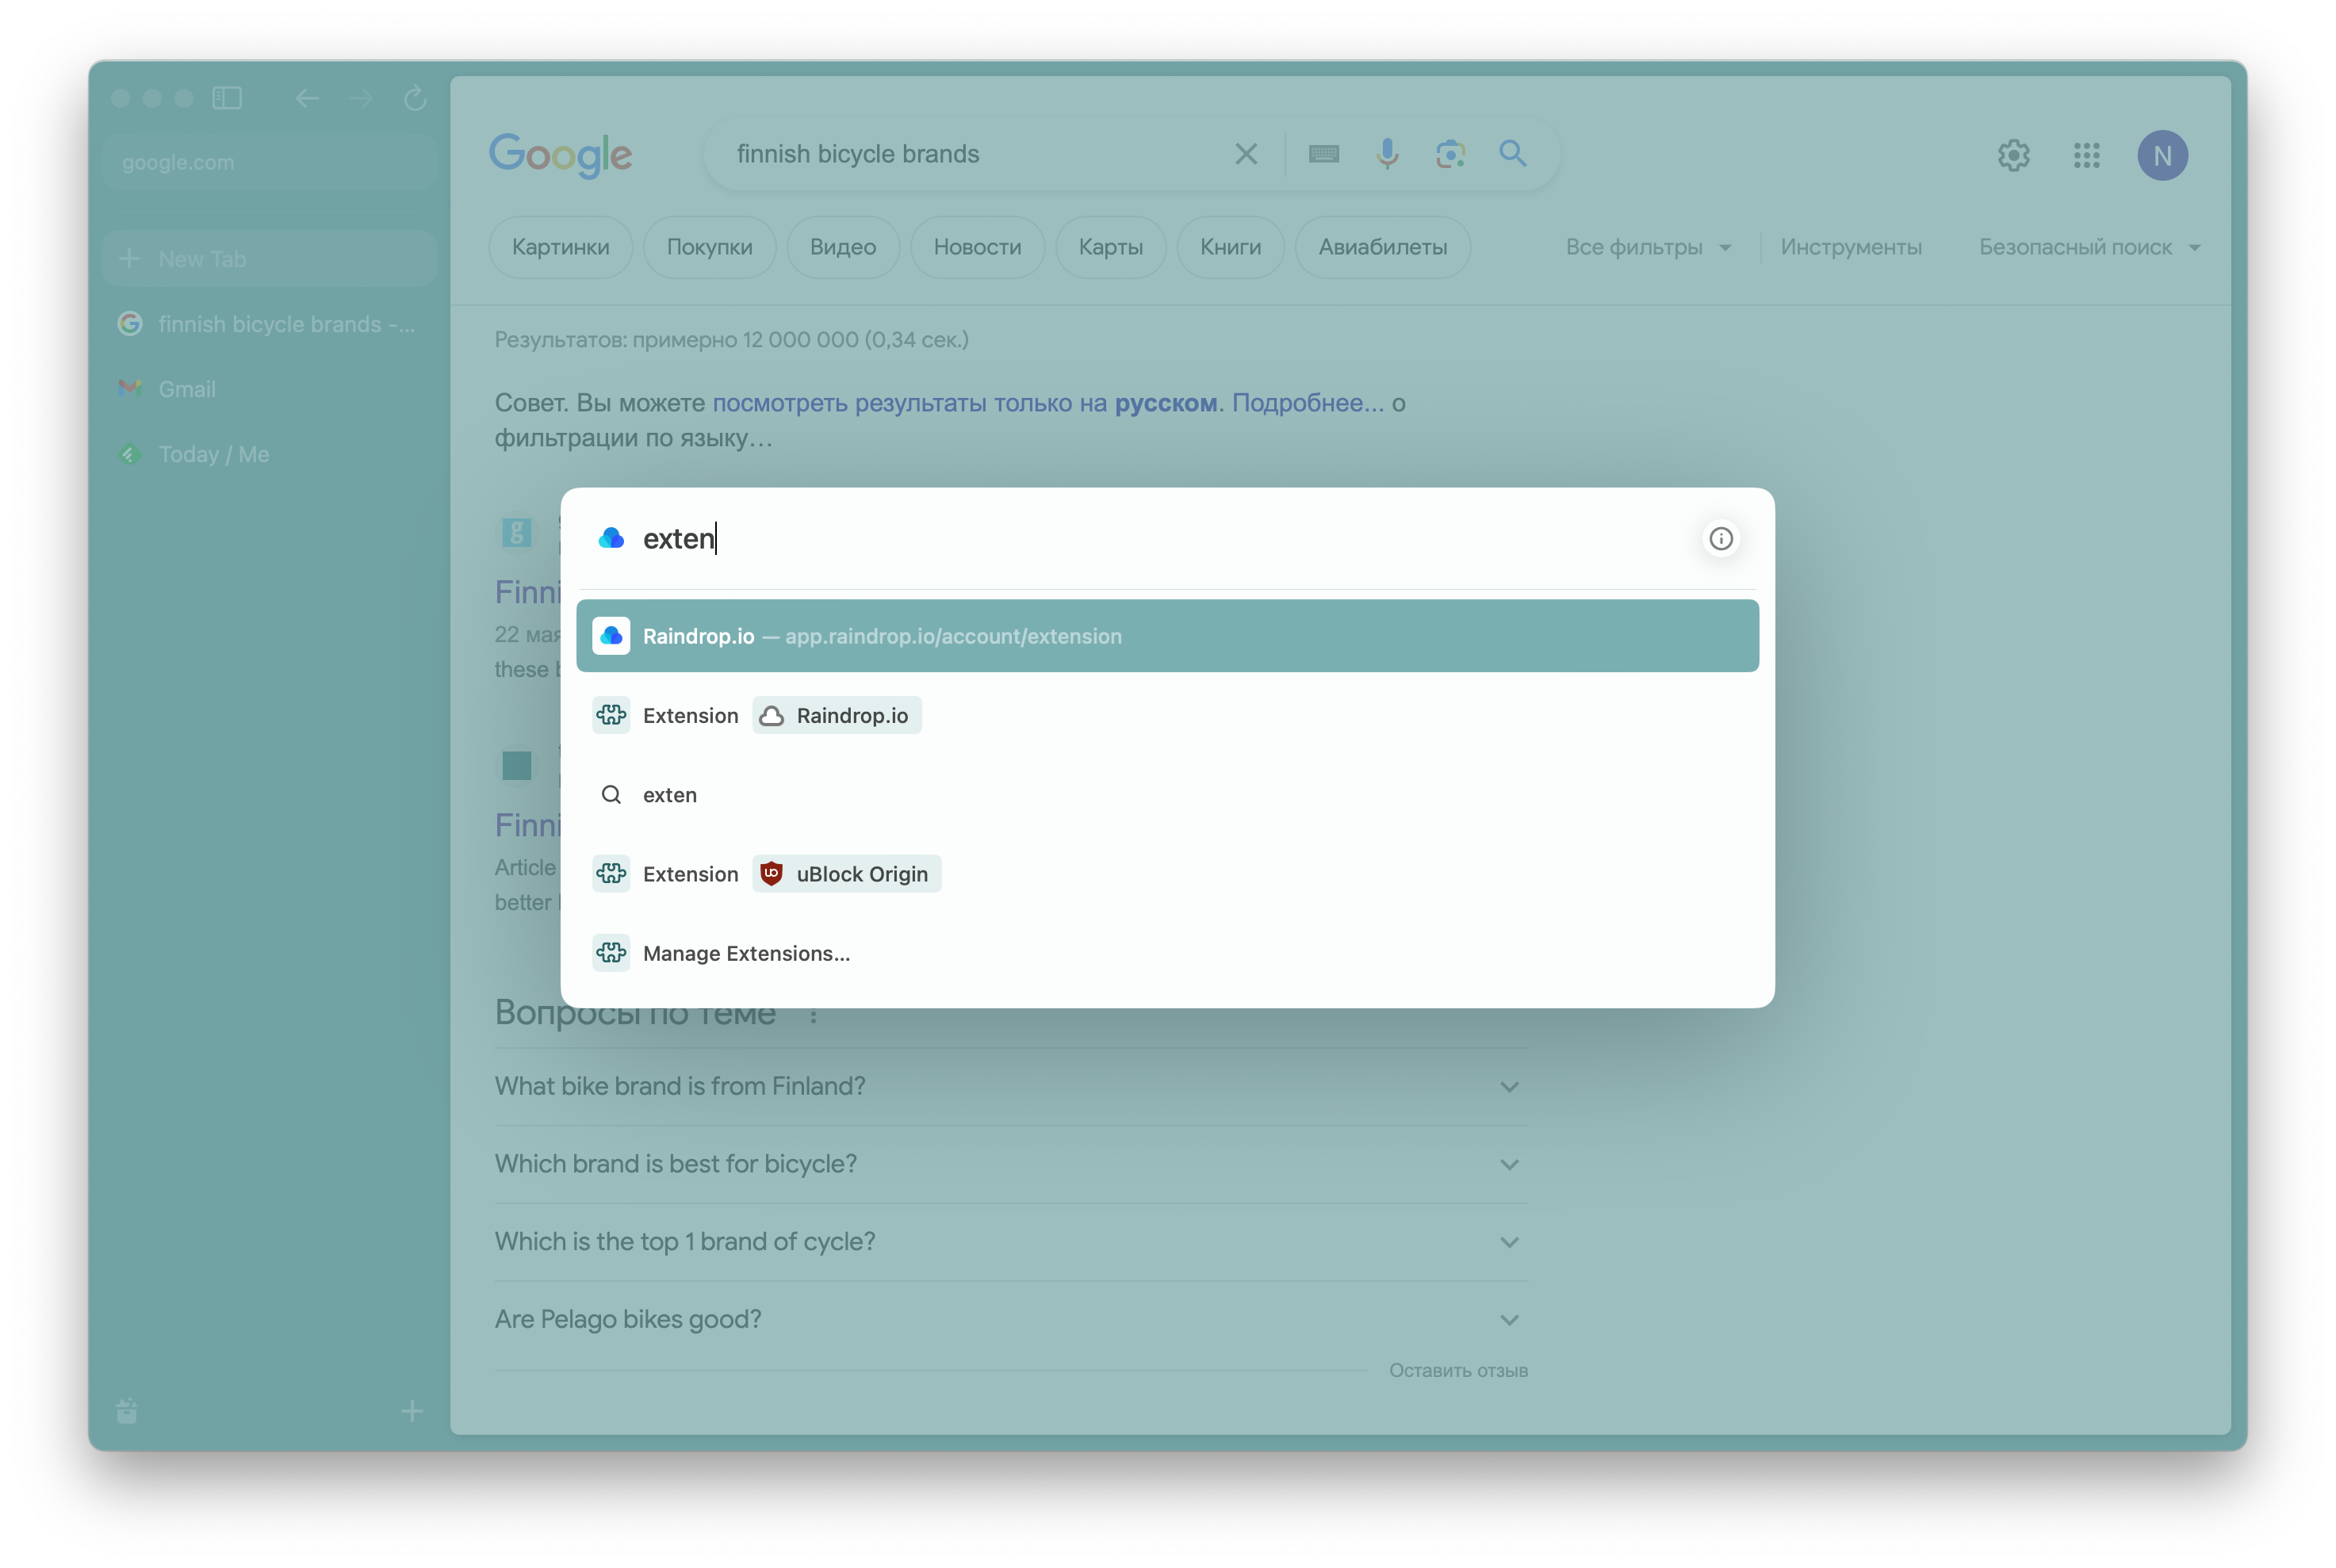 google.com
New Tab
finnish bicycle brands -...
Gmail
Today / Me
Google
finnish bicycle brands
N
Картинки
Покупки
Видео
Новости
Карты
Книги
Авиабилеты
Все фильтры
Инструменты
Безопасный поиск
Результатов: примерно 12 000 000 (0,34 сек.)
Совет. Вы можете посмотреть результаты только на русском. Подробнее… о
фильтрации по языку…
g
Finni
22 мая
these
exten
Raindrop.io — app.raindrop.io/account/extension
Extension Raindrop.io
exten
Extension uBlock Origin
Manage Extensions...
Finni
Article
better
Вопросы по теме
What bike brand is from Finland?
Which brand is best for bicycle?
Which is the top 1 brand of cycle?
Are Pelago bikes good?
Оставить отзыв